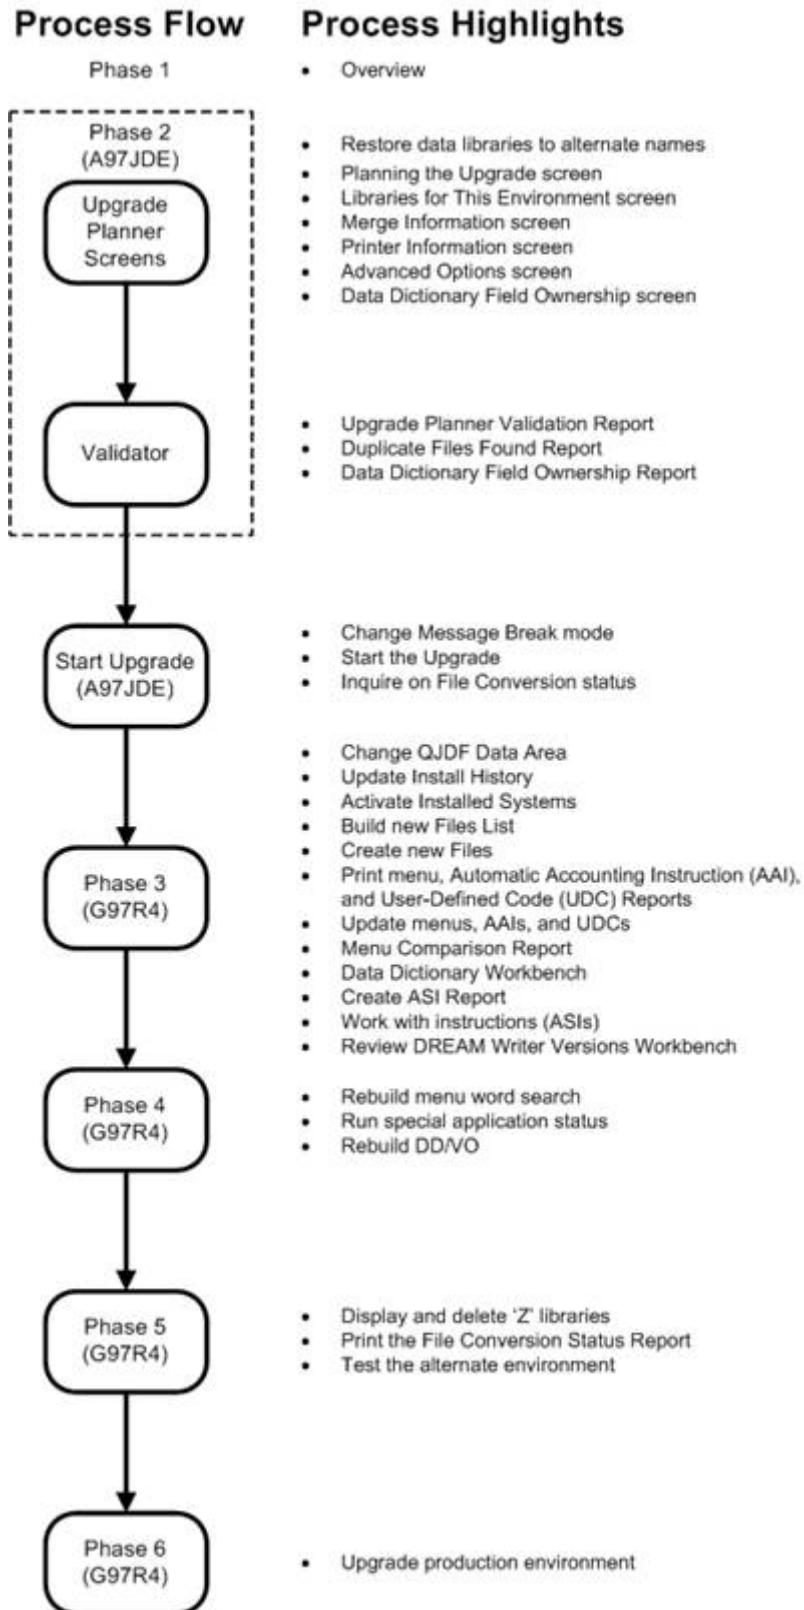 Process Flow
Process Highlights
Phase 1
• Overview
Phase 2
(A97JDE)
Upgrade
Planner
Screens
• Restore data libraries to alternate names
• Planning the Upgrade screen
• Libraries for This Environment screen
• Merge Information screen
• Printer Information screen
• Advanced Options screen
• Data Dictionary Field Ownership screen
Validator
• Upgrade Planner Validation Report
• Duplicate Files Found Report
• Data Dictionary Field Ownership Report
Start Upgrade
(A97JDE)
• Change Message Break mode
• Start the Upgrade
• Inquire on File Conversion status
Phase 3
(G97R4)
• Change QJDF Data Area
• Update Install History
• Activate Installed Systems
• Build new Files List
• Create new Files
• Print menu, Automatic Accounting Instruction (AAI),
and User-Defined Code (UDC) Reports
• Update menus, AAIs, and UDCs
• Menu Comparison Report
• Data Dictionary Workbench
• Create ASI Report
• Work with instructions (ASIs)
• Review DREAM Writer Versions Workbench
Phase 4
(G97R4)
• Rebuild menu word search
• Run special application status
• Rebuild DD/VO
Phase 5
(G97R4)
• Display and delete ‘Z’ libraries
• Print the File Conversion Status Report
• Test the alternate environment
Phase 6
(G97R4)
• Upgrade production environment